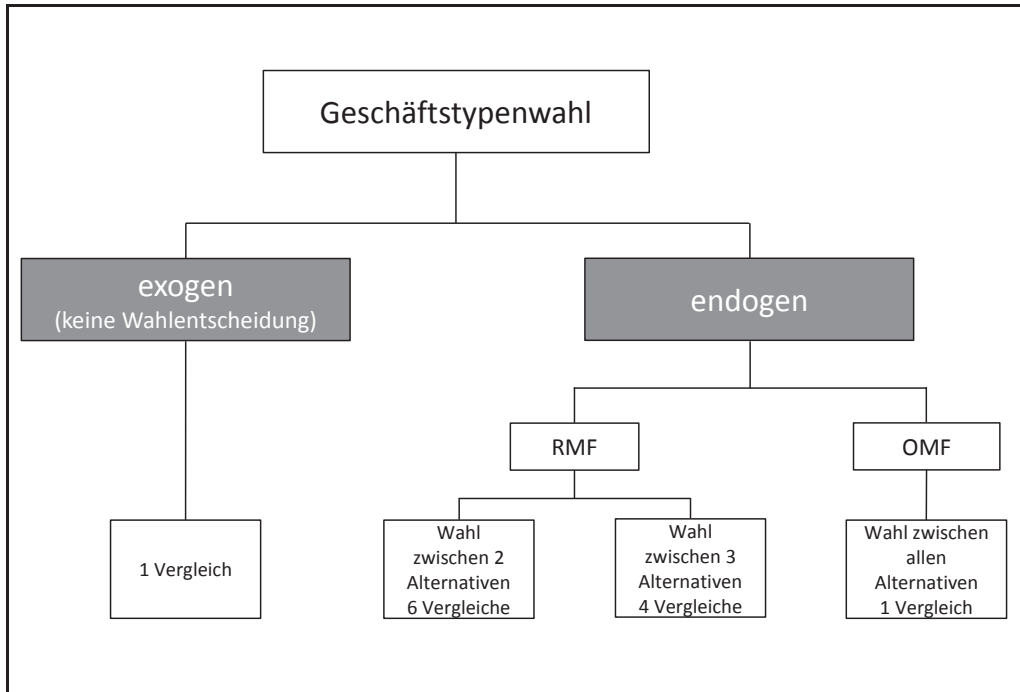 Geschäftstypenwahl
exogen
(keine Wahlentscheidung)
endogen
RMF
OMF
1 Vergleich
Wahl
zwischen 2
Alternativen
6 Vergleiche
Wahl
zwischen 3
Alternativen
4 Vergleiche
Wahl zwischen
allen
Alternativen
1 Vergleich